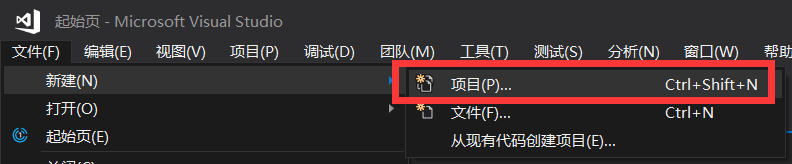 起始页 - Microsoft Visual Studio
文件(F) 编辑(E) 视图(V) 项目(P) 调试(D) 团队(M) 工具(T) 测试(S) 分析(N) 窗口(W) 帮助
新建(N) 项目(P)... Ctrl+Shift+N
打开(O) 文件(F)... Ctrl+N
起始页(E) 从现有代码创建项目(E)...